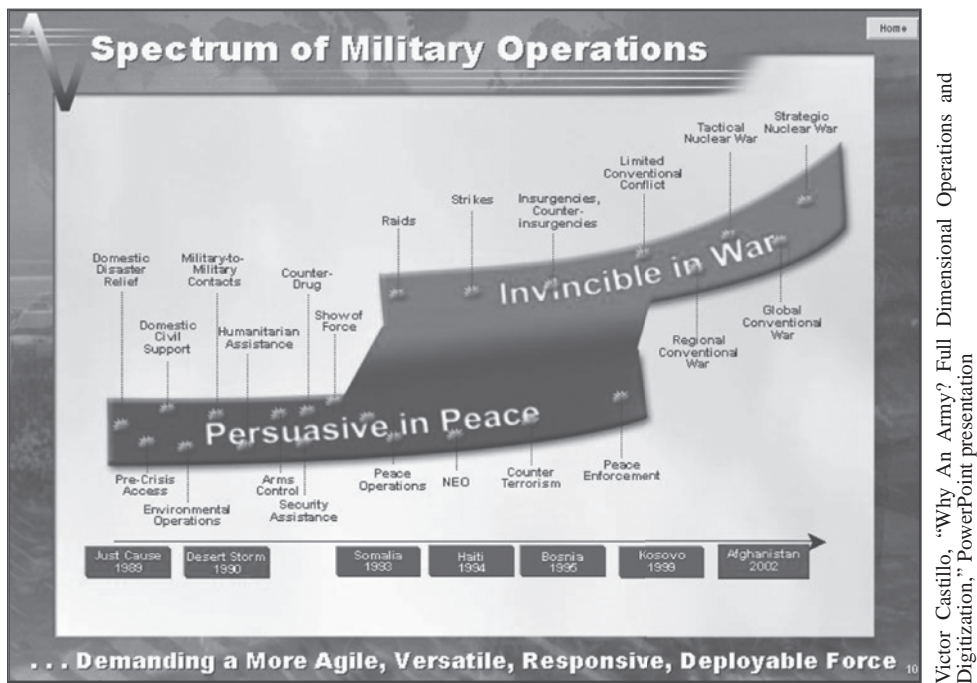 Home
Spectrum of Military Operations
Strategic
Nuclear War
Tactical
Nuclear War
Limited
Conventional
Conflict
Insurgencies,
Counter-
insurgencies
Strikes
Raids
Domestic
Disaster
Relief
Military-to-
Military
Contacts
Counter-
Drug
Show of
Force
Domestic
Civil
Support
Humanitarian
Assistance
Invincible in War
Global
Conventional
War
Regional
Conventional
War
Persuasive in Peace
Pre-Crisis
Access
Environmental
Operations
Arms
Control
Security
Assistance
Peace
Operations
NEO
Counter
Terrorism
Peace
Enforcement
Just Cause
1989
Desert Storm
1990
Somalia
1993
Haiti
1994
Bosnia
1995
Kosovo
1999
Afghanistan
2002
. . . Demanding a More Agile, Versatile, Responsive, Deployable Force
10
Victor Castillo, “Why An Army? Full Dimensional Operations and
Digitization,” PowerPoint presentation